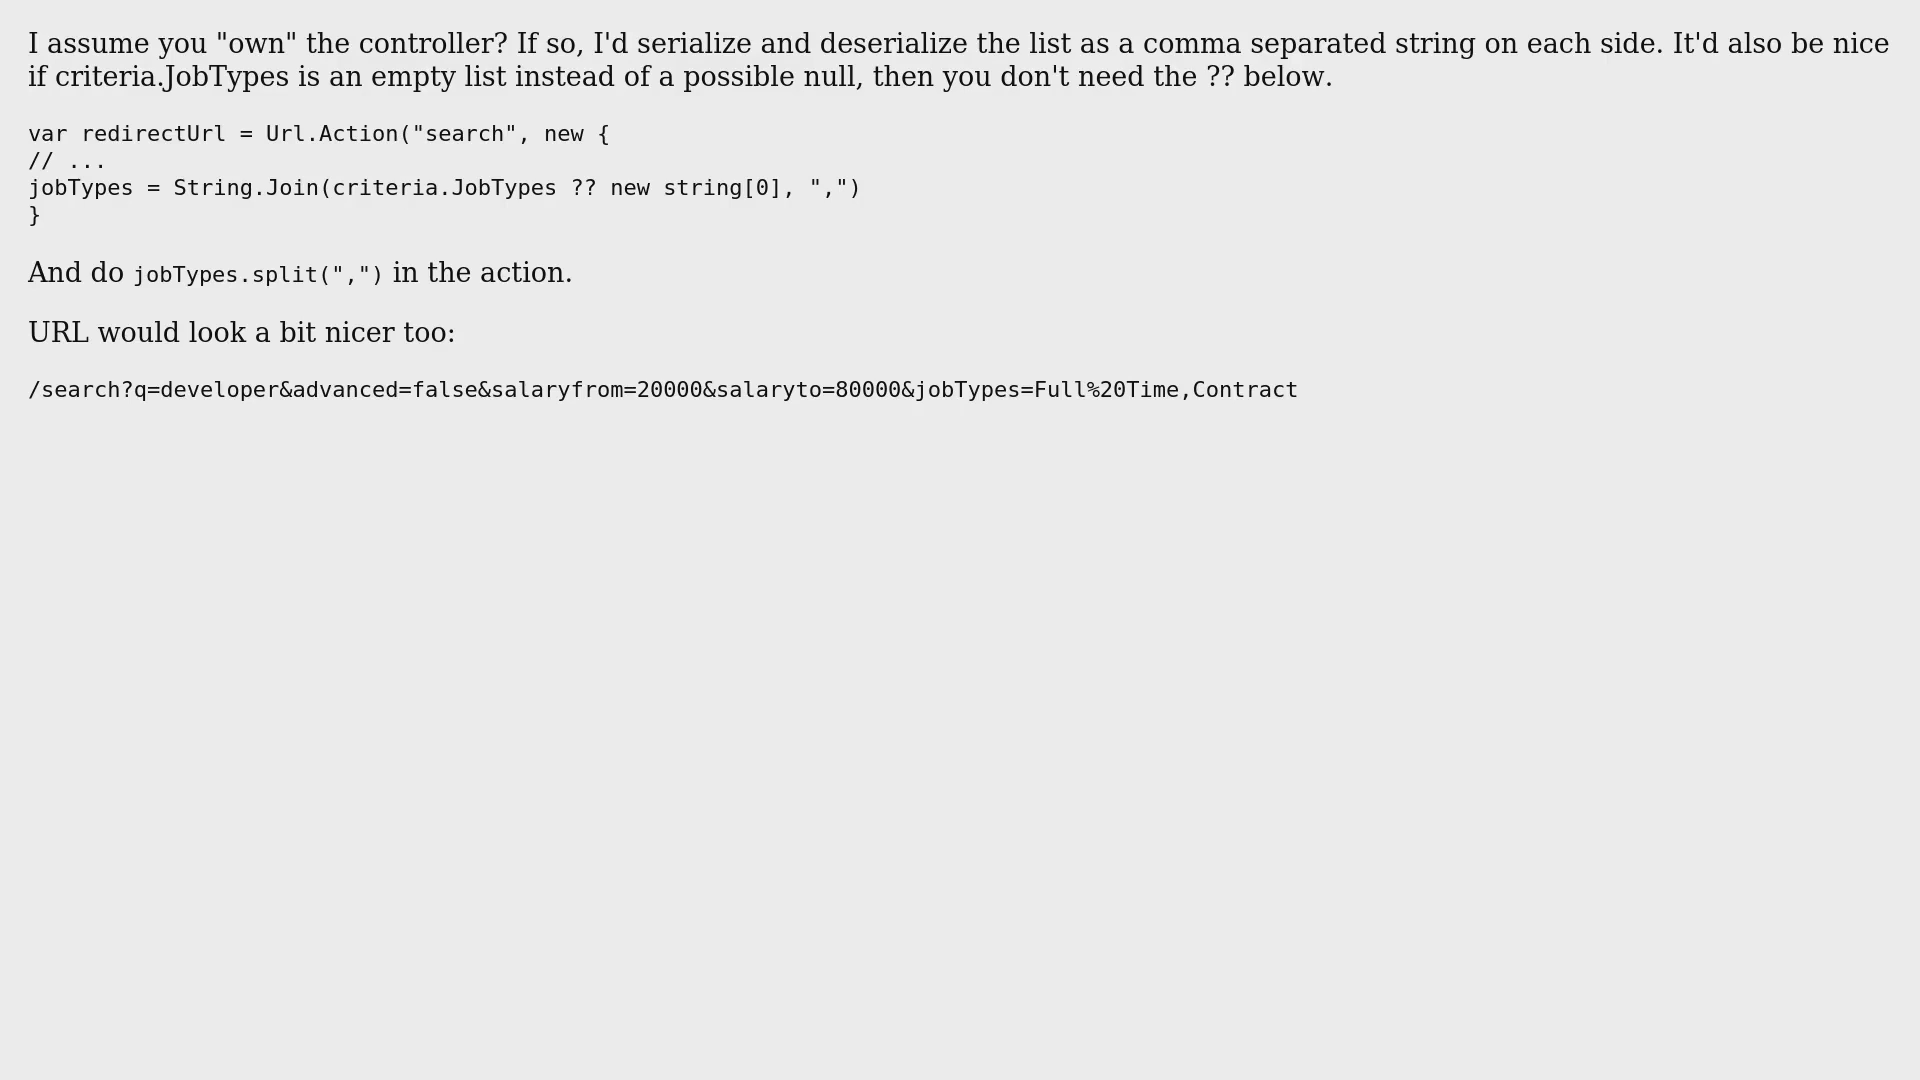 I assume you "own" the controller? If so, I'd serialize and deserialize the list as a comma separated string on each side. It'd also be nice
if criteria.JobTypes is an empty list instead of a possible null, then you don't need the ?? below.
var redirectUrl = Url.Action("search", new {
// ...
jobTypes = String.Join(criteria.JobTypes ?? new string[0], ",")
}
And do jobTypes.split(",") in the action.
URL would look a bit nicer too:
/search?q=developer&advanced=false&salaryfrom=20000&salaryto=80000&jobTypes=Full%20Time,Contract